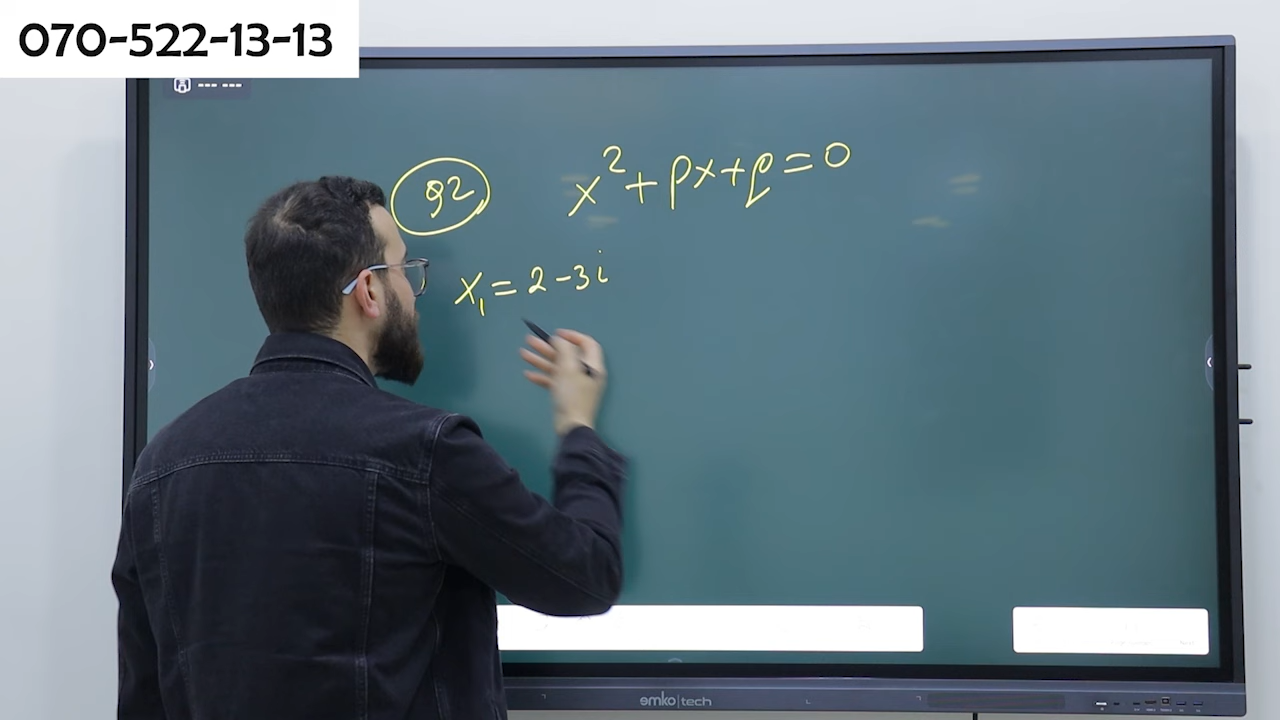 070-522-13-13
92
x² + px + q = 0
x₁ = 2 - 3i
emko|tech